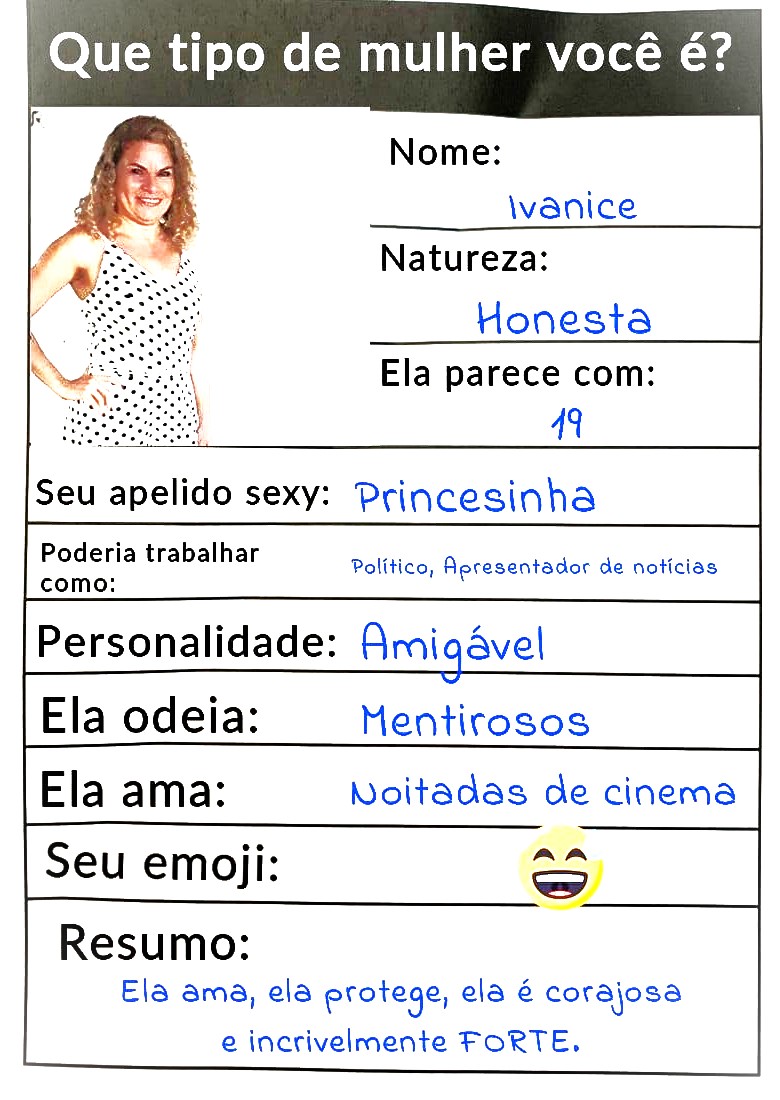 Que tipo de mulher você é?
Nome:
Ivanice
Natureza:
Honesta
Ela parece com:
19
Seu apelido sexy: Princesinha
Poderia trabalhar
como:
Político, Apresentador de notícias
Personalidade: Amigável
Ela odeia: Mentirosos
Ela ama: Noitadas de cinema
Seu emoji:
Resumo:
Ela ama, ela protege, ela é corajosa
e incrivelmente FORTE.